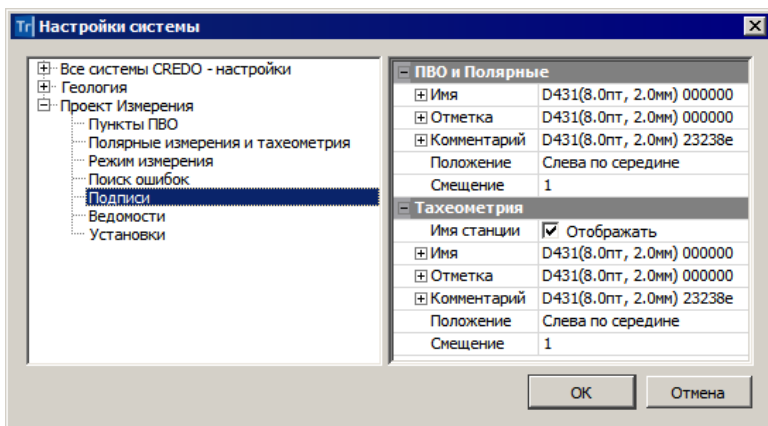 Tr Настройки системы
Все системы CREDO - настройки
Геология
Проект Измерения
Пункты ПВО
Полярные измерения и тахеометрия
Режим измерения
Поиск ошибок
Подписи
Ведомости
Установки
ПВО и Полярные
Имя D431(8.0пт, 2.0мм) 000000
Отметка D431(8.0пт, 2.0мм) 000000
Комментарий D431(8.0пт, 2.0мм) 23238e
Положение Слева по середине
Смещение 1
Тахеометрия
Имя станции Отображать
Имя D431(8.0пт, 2.0мм) 000000
Отметка D431(8.0пт, 2.0мм) 000000
Комментарий D431(8.0пт, 2.0мм) 23238e
Положение Слева по середине
Смещение 1
ОК Отмена